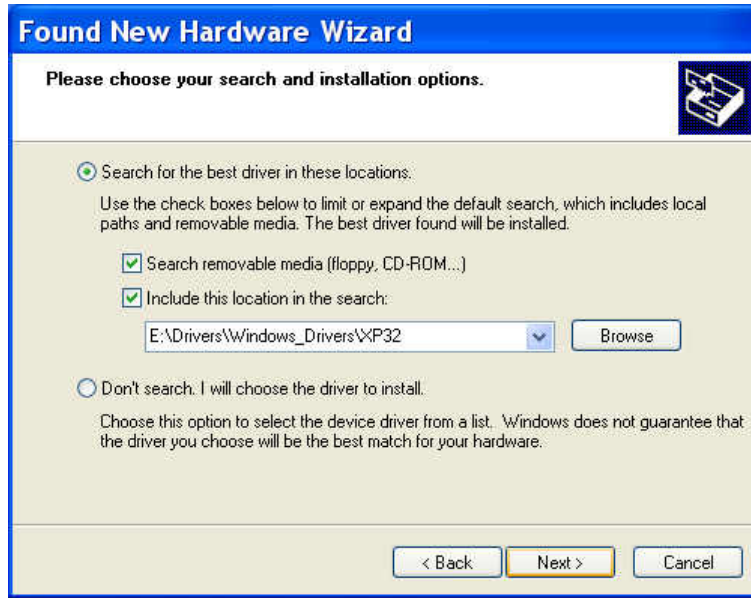 Found New Hardware Wizard
Please choose your search and installation options.
Search for the best driver in these locations.
Use the check boxes below to limit or expand the default search, which includes local
paths and removable media. The best driver found will be installed.
Search removable media (floppy, CD-ROM...)
Include this location in the search:
E:\Drivers\Windows_Drivers\XP32
Browse
Don't search. I will choose the driver to install.
Choose this option to select the device driver from a list. Windows does not guarantee that
the driver you choose will be the best match for your hardware.
< Back
Next >
Cancel